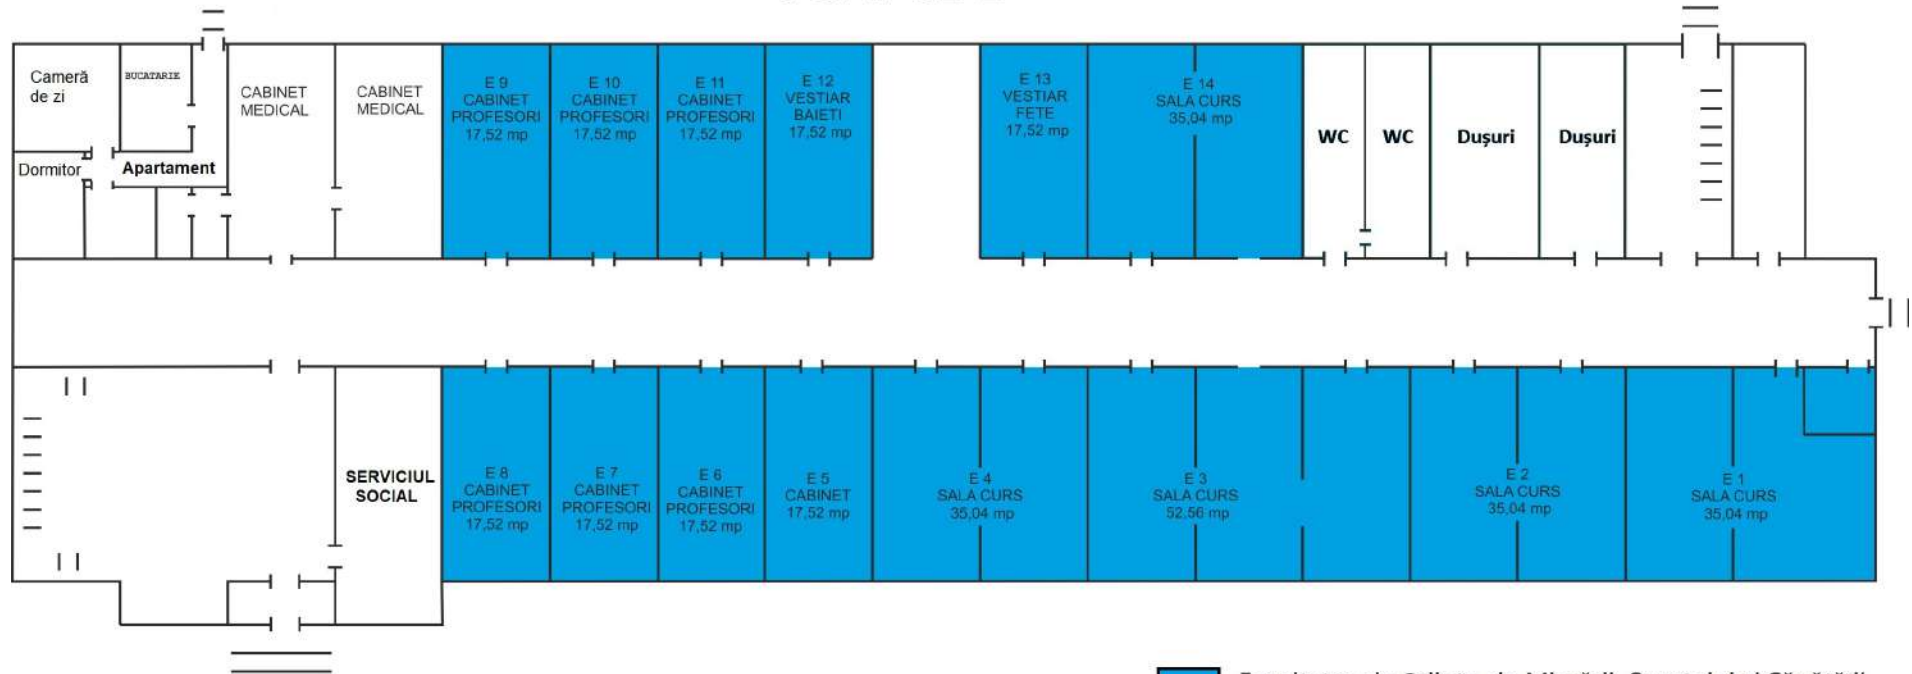 Cameră
de zi
BUCATARIE
CABINET
MEDICAL
CABINET
MEDICAL
E 9
CABINET
PROFESORI
17,52 mp
E 10
CABINET
PROFESORI
17,52 mp
E 11
CABINET
PROFESORI
17,52 mp
E 12
VESTIAR
BAIETI
17,52 mp
E 13
VESTIAR
FETE
17,52 mp
E 14
SALA CURS
35,04 mp
WC
WC
Dușuri
Dușuri
Dormitor
Apartament
SERVICIUL
SOCIAL
E 8
CABINET
PROFESORI
17,52 mp
E 7
CABINET
PROFESORI
17,52 mp
E 6
CABINET
PROFESORI
17,52 mp
E 5
CABINET
17,52 mp
E 4
SALA CURS
35,04 mp
E 3
SALA CURS
52,56 mp
E 2
SALA CURS
35,04 mp
E 1
SALA CURS
35,04 mp